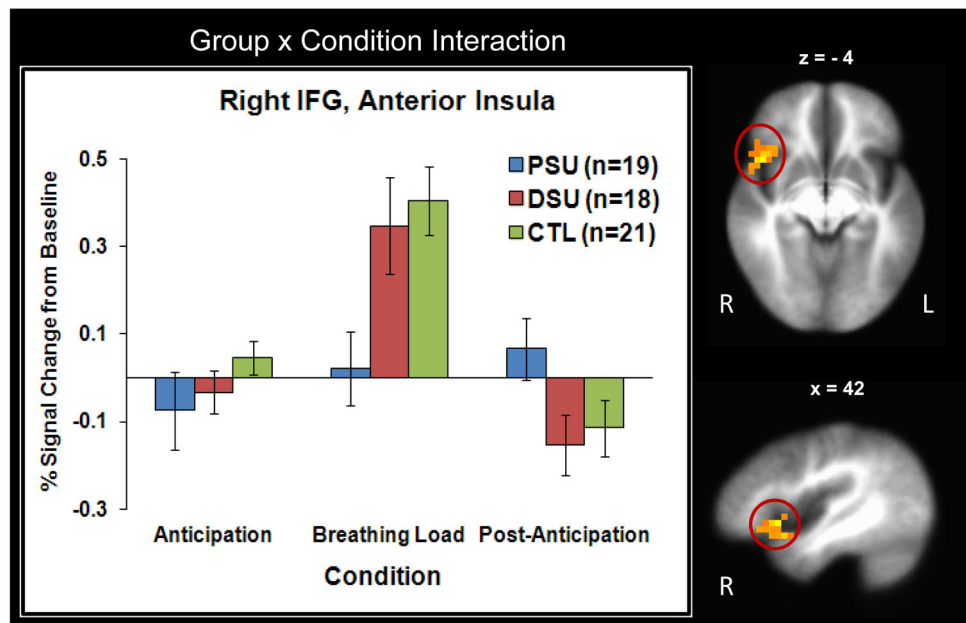 Group x Condition Interaction
Right IFG, Anterior Insula
% Signal Change from Baseline
0.5
0.3
0.1
-0.1
-0.3
PSU (n=19)
DSU (n=18)
CTL (n=21)
Anticipation
Breathing Load
Post-Anticipation
Condition
z = - 4
R
L
x = 42
R